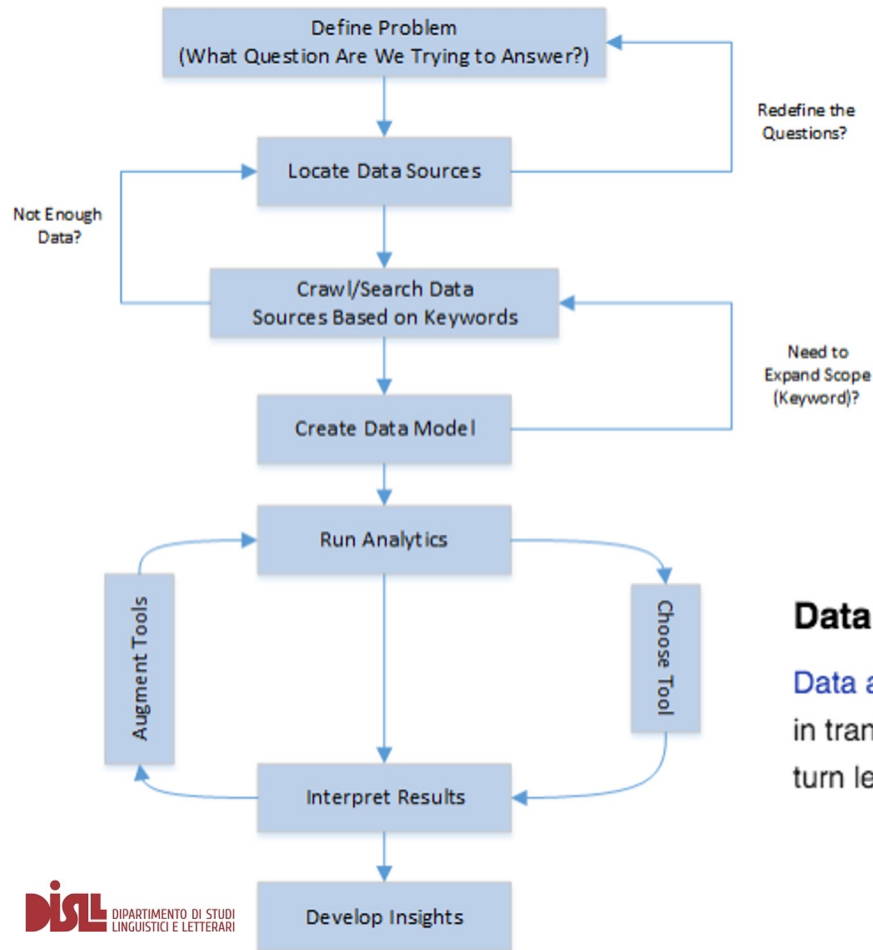 Define Problem
(What Question Are We Trying to Answer?)
Redefine the
Questions?
Locate Data Sources
Not Enough
Data?
Crawl/Search Data
Sources Based on Keywords
Need to
Expand Scope
(Keyword)?
Create Data Model
Run Analytics
Augment Tools
Choose Tool
Interpret Results
Develop Insights
Data
Data a
in tran
turn le
DiSLL DIPARTIMENTO DI STUDI
LINGUISTICI E LETTERARI